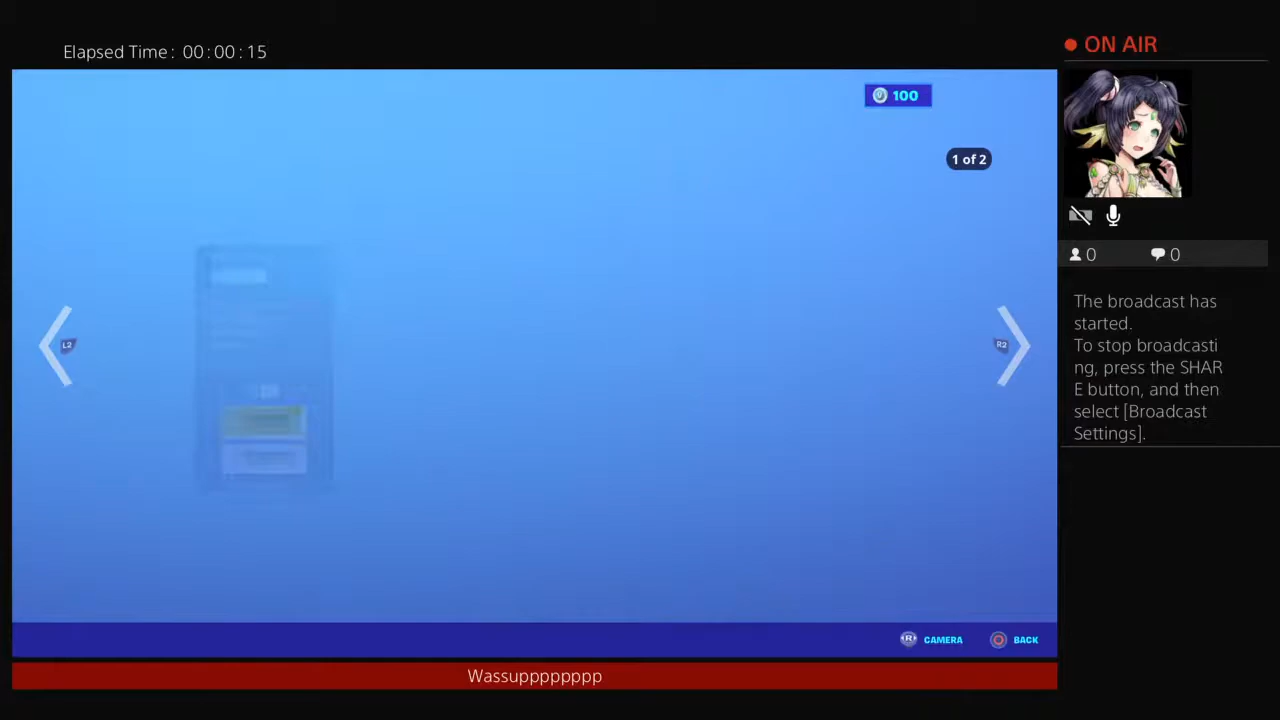 Elapsed Time: 00:00:15
ON AIR
100
1 of 2
0
0
L2
R2
The broadcast has
started.
To stop broadcasti
ng, press the SHAR
E button, and then
select [Broadcast
Settings].
R
CAMERA
BACK
Wassupppppppp